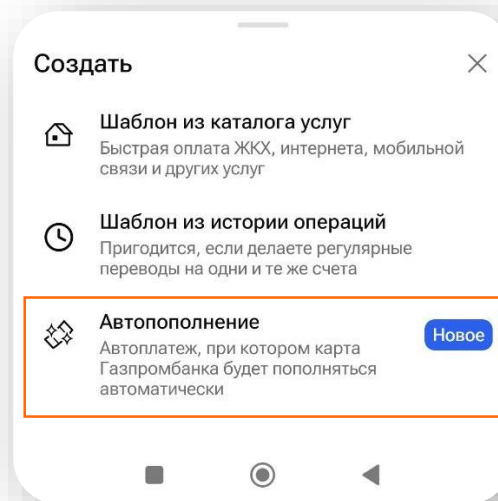 Создать
Шаблон из каталога услуг
Быстрая оплата ЖКХ, интернета, мобильной
связи и других услуг
Шаблон из истории операций
Пригодится, если делаете регулярные
переводы на одни и те же счета
Автопополнение
Новое
Автоплатеж, при котором карта
Газпромбанка будет пополняться
автоматически